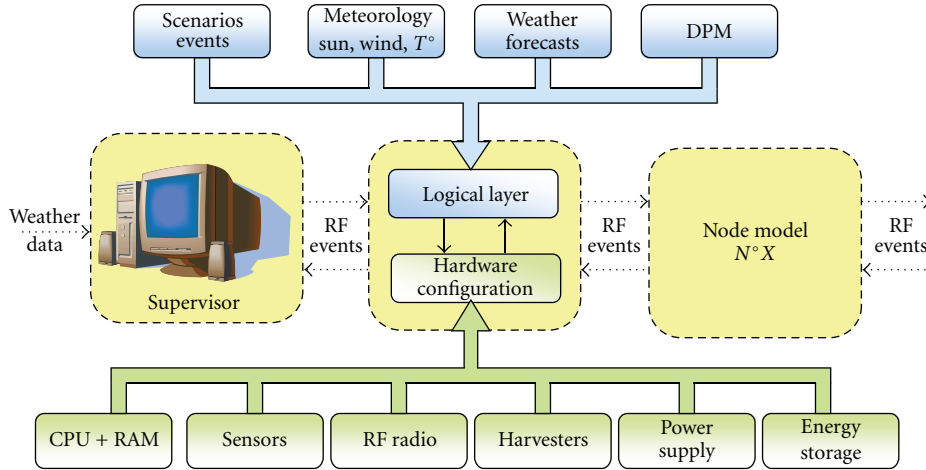 Scenarios
events
Meteorology
sun, wind, T°
Weather
forecasts
DPM
Weather
data
Supervisor
RF
events
Logical layer
Hardware
configuration
RF
events
Node model
N° X
RF
events
CPU + RAM
Sensors
RF radio
Harvesters
Power
supply
Energy
storage